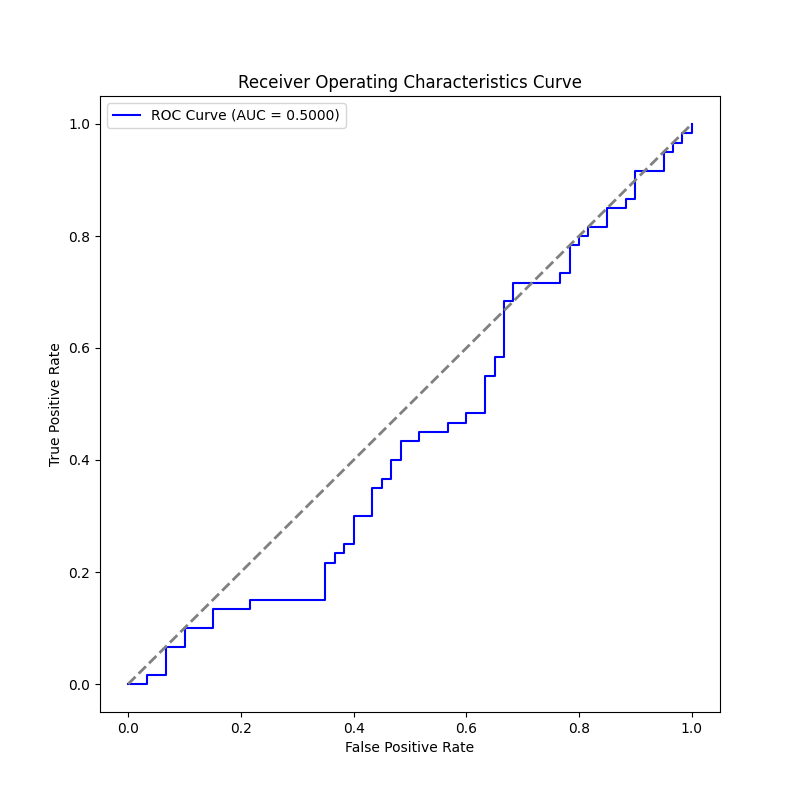 Receiver Operating Characteristics Curve
ROC Curve (AUC = 0.5000)
1.0
0.8
0.6
0.4
0.2
0.0
True Positive Rate
0.0 0.2 0.4 0.6 0.8 1.0
False Positive Rate